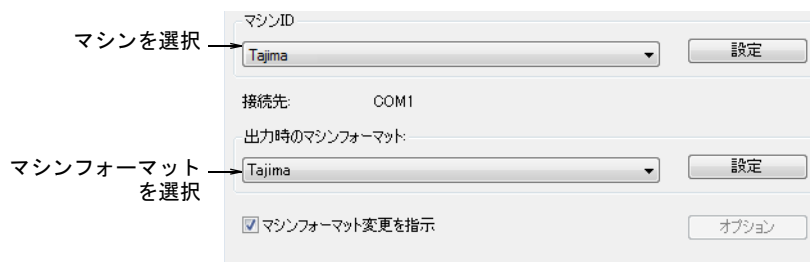 マシンID
マシンを選択
Tajima
設定
接続先:
COM1
出力時のマシンフォーマット:
マシンフォーマット
を選択
Tajima
設定
マシンフォーマット変更を指示
オプション